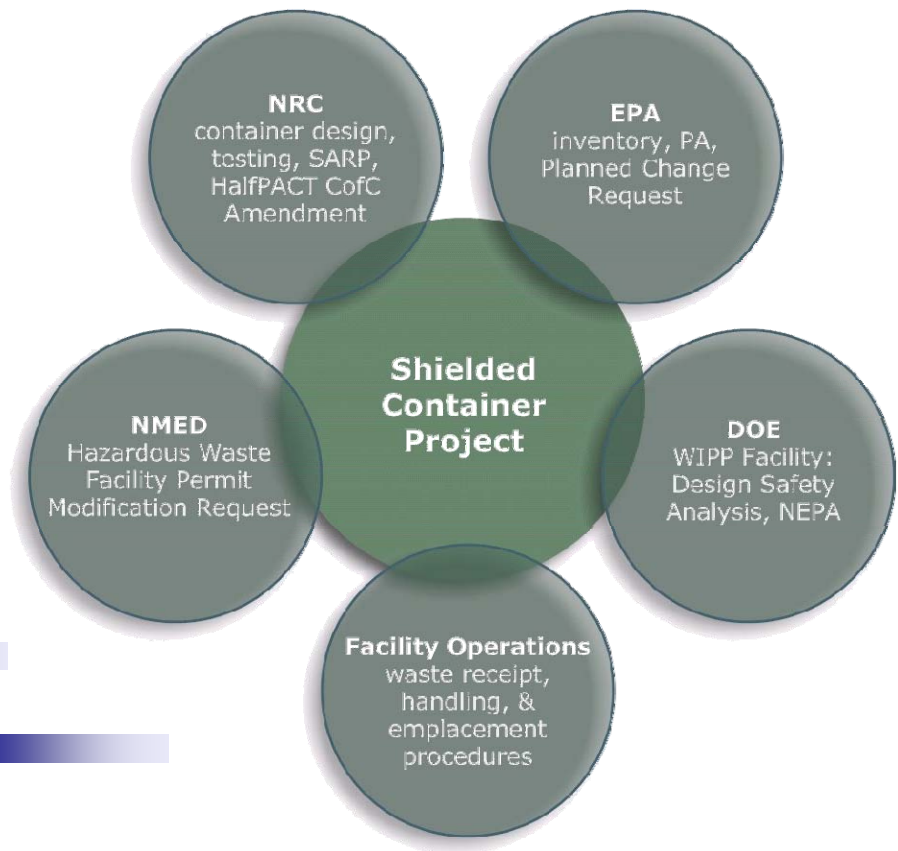 NRC
container design,
testing, SARP,
HalfPACT CofC
Amendment
EPA
inventory, PA,
Planned Change
Request
Shielded
Container
Project
NMED
Hazardous Waste
Facility Permit
Modification Request
DOE
WIPP Facility:
Design Safety
Analysis, NEPA
Facility Operations
waste receipt,
handling, &
emplacement
procedures